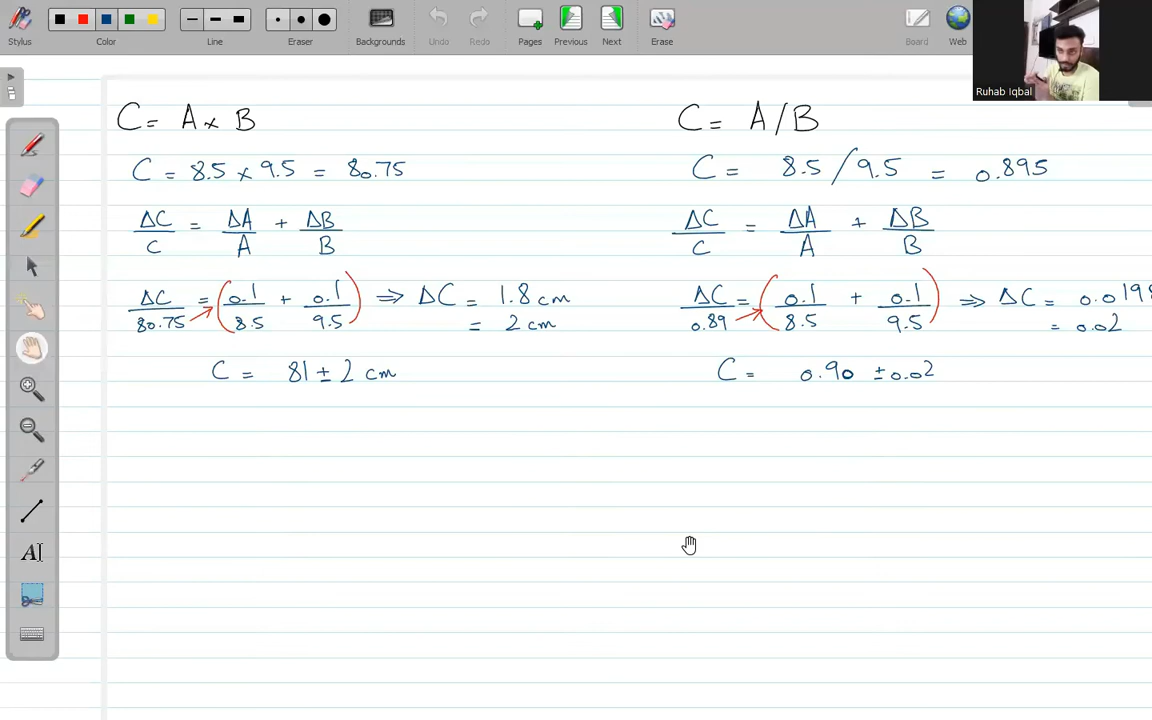 Stylus Color Line Eraser Backgrounds Undo Redo Pages Previous Next Erase Board Web
Ruhab Iqbal
C = A × B
C = 8.5 × 9.5 = 80.75
ΔC/C = ΔA/A + ΔB/B
ΔC/80.75 = (0.1/8.5 + 0.1/9.5) ⇒ ΔC = 1.8 cm
= 2 cm
C = 81 ± 2 cm
C = A/B
C = 8.5/9.5 = 0.895
ΔC/C = ΔA/A + ΔB/B
ΔC/0.89 = (0.1/8.5 + 0.1/9.5) ⇒ ΔC = 0.0198
= 0.02
C = 0.90 ± 0.02
AI